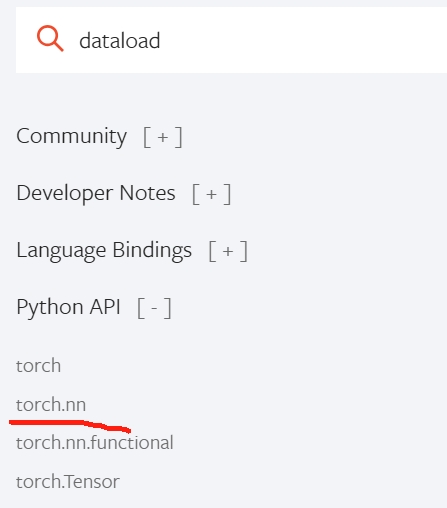 dataload
Community [ + ]
Developer Notes [ + ]
Language Bindings [ + ]
Python API [ - ]
torch
torch.nn
torch.nn.functional
torch.Tensor